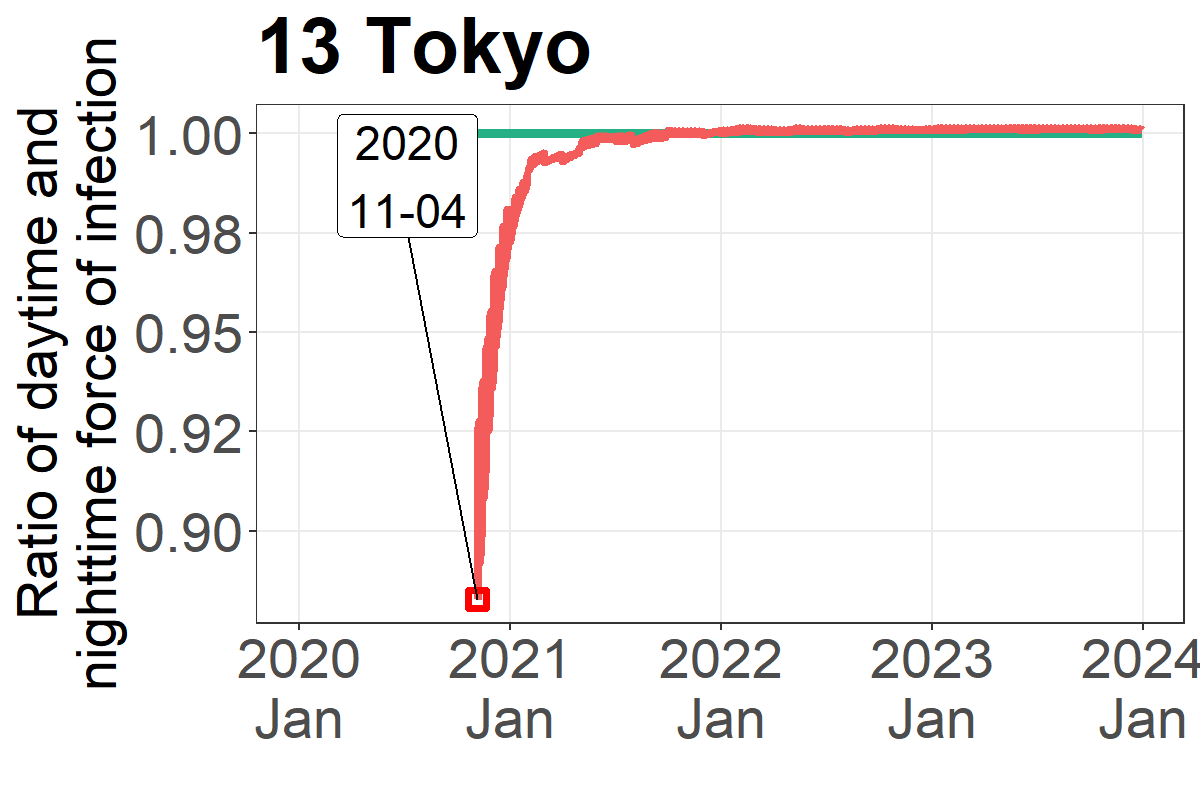 13 Tokyo
Ratio of daytime and
nighttime force of infection
1.00
0.98
0.95
0.92
0.90
2020
11-04
2020
Jan
2021
Jan
2022
Jan
2023
Jan
2024
Jan